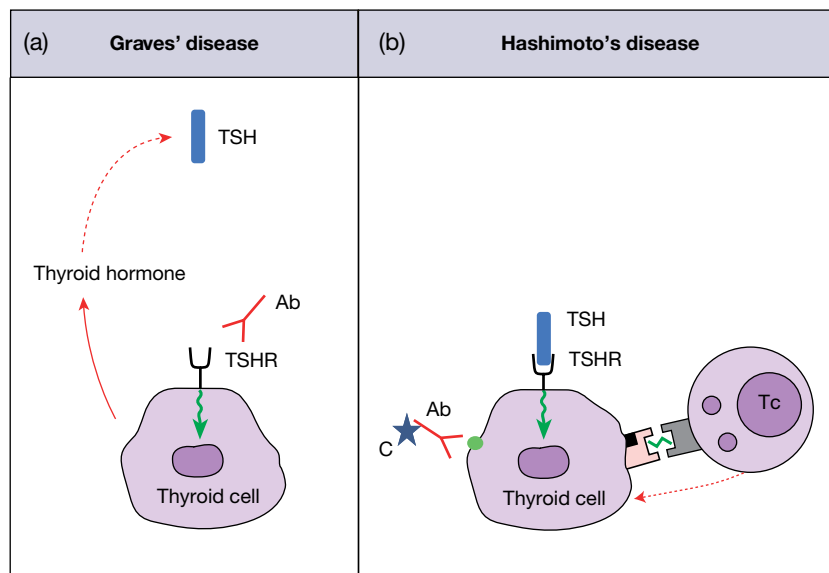 (a) Graves’ disease
TSH
Thyroid hormone
Ab
TSHR
Thyroid cell
(b) Hashimoto’s disease
TSH
TSHR
Ab
C
Tc
Thyroid cell